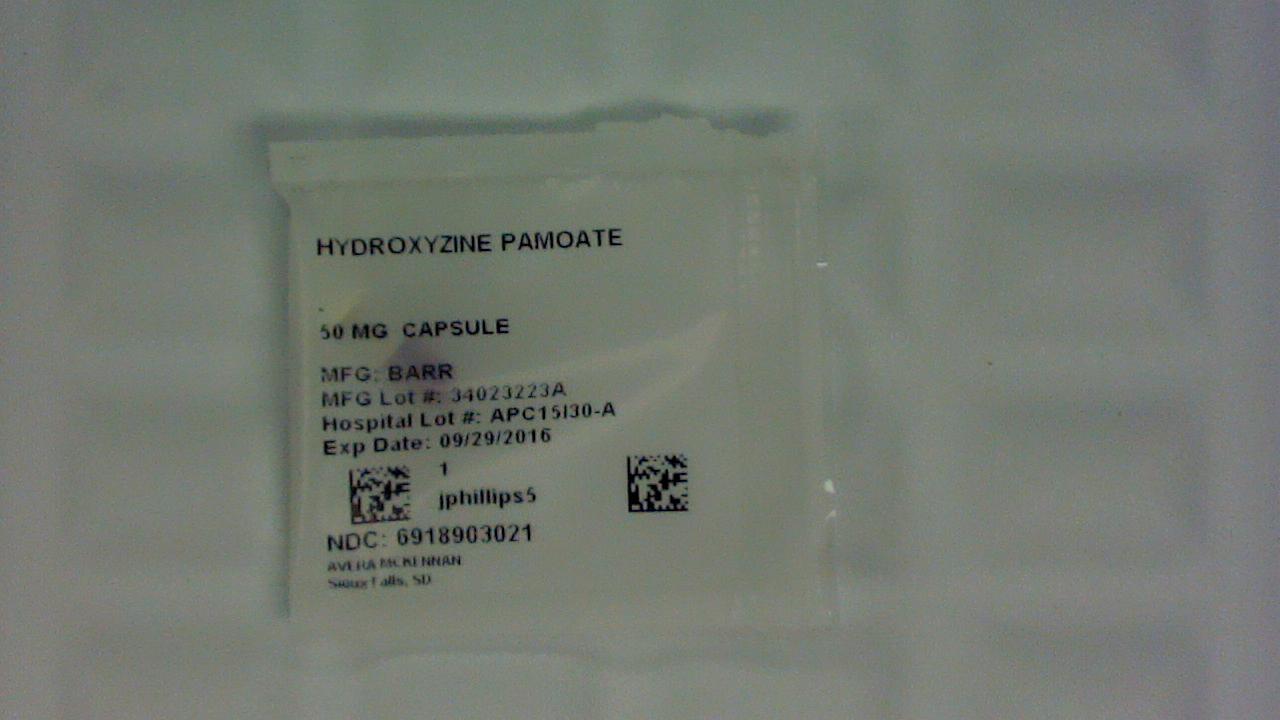 HYDROXYZINE PAMOATE
50 MG CAPSULE
MFG: BARR
MFG Lot #: 34023223A
Hospital Lot #: APC15I30-A
Exp Date: 09/29/2016
1
jphillips5
NDC: 6918903021
AVERA MCKENNAN
Sioux Falls, SD